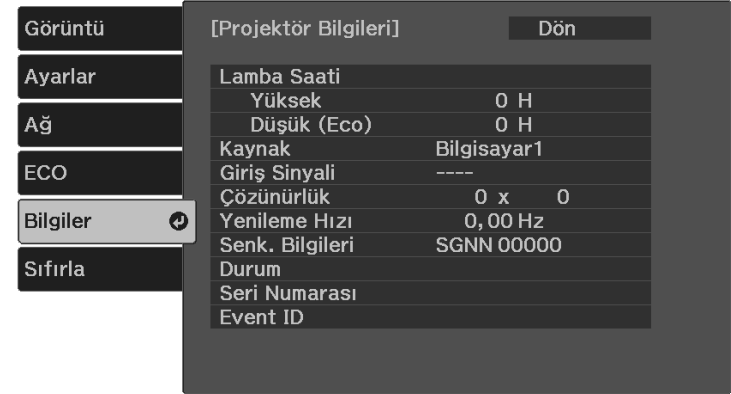 Görüntü
Ayarlar
Ağ
ECO
Bilgiler
Sıfırla
[Projektör Bilgileri] Dön
Lamba Saati
Yüksek 0 H
Düşük (Eco) 0 H
Kaynak Bilgisayar1
Giriş Sinyali ----
Çözünürlük 0 x 0
Yenileme Hızı 0,00 Hz
Senk. Bilgileri SGNN 00000
Durum
Seri Numarası
Event ID